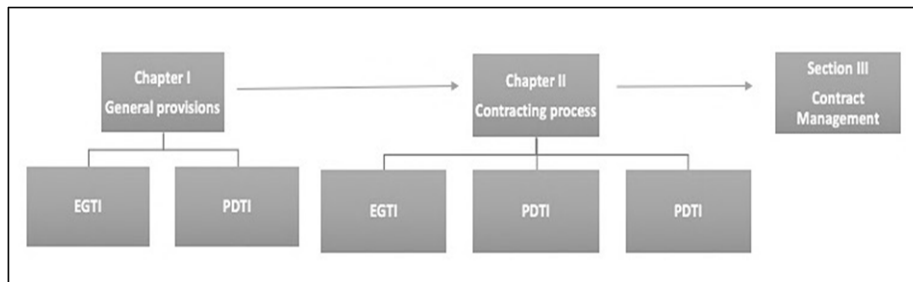 Chapter I
General provisions
Chapter II
Contracting process
Section III
Contract
Management
EGTI
PDTI
EGTI
PDTI
PDTI